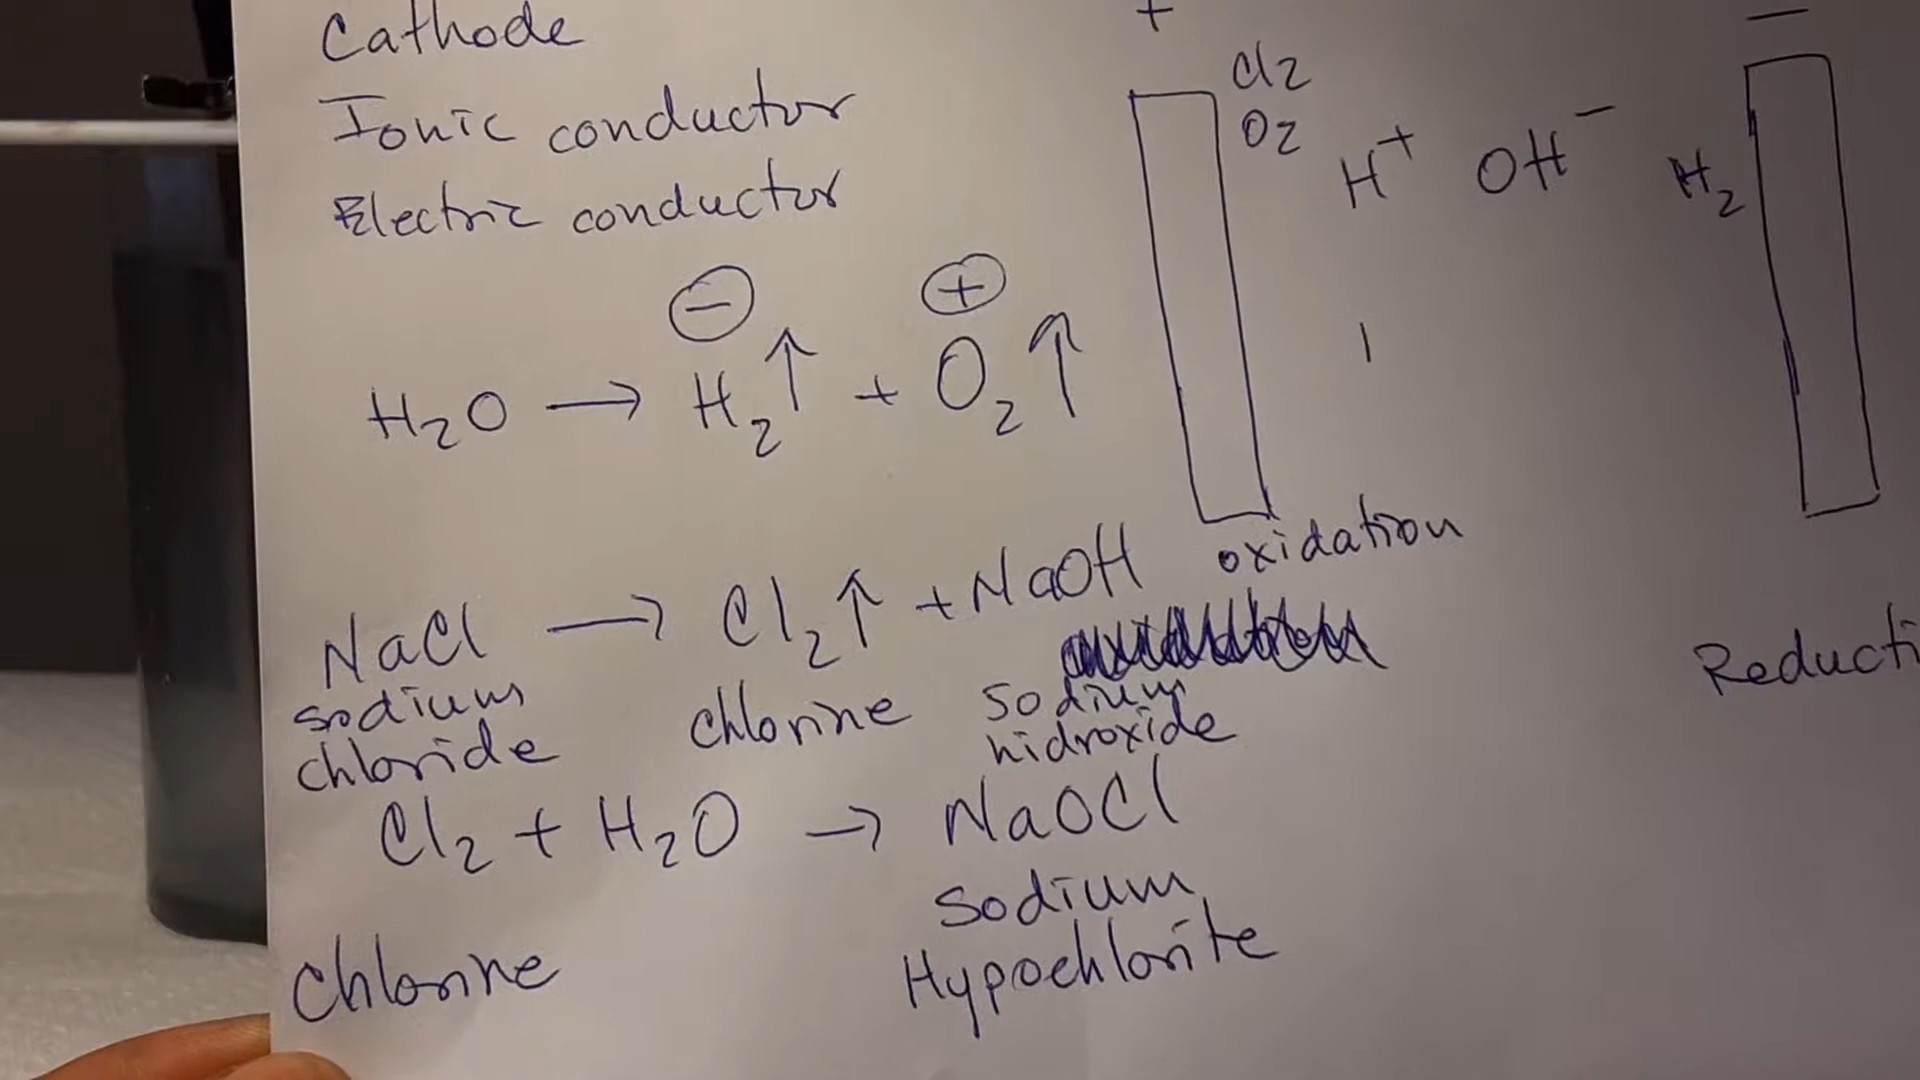 Cathode
Ionic conductor
Electric conductor
⊖ ⊕
H₂O → H₂↑ + O₂↑
NaCl → Cl₂↑ + NaOH
sodium chloride
chlorine
sodium hidroxide
Cl₂ + H₂O → NaOCl
Chlorine
Sodium Hypochlorite
+
Cl2
O2
H⁺ OH⁻
oxidation
−
H₂
Reducti